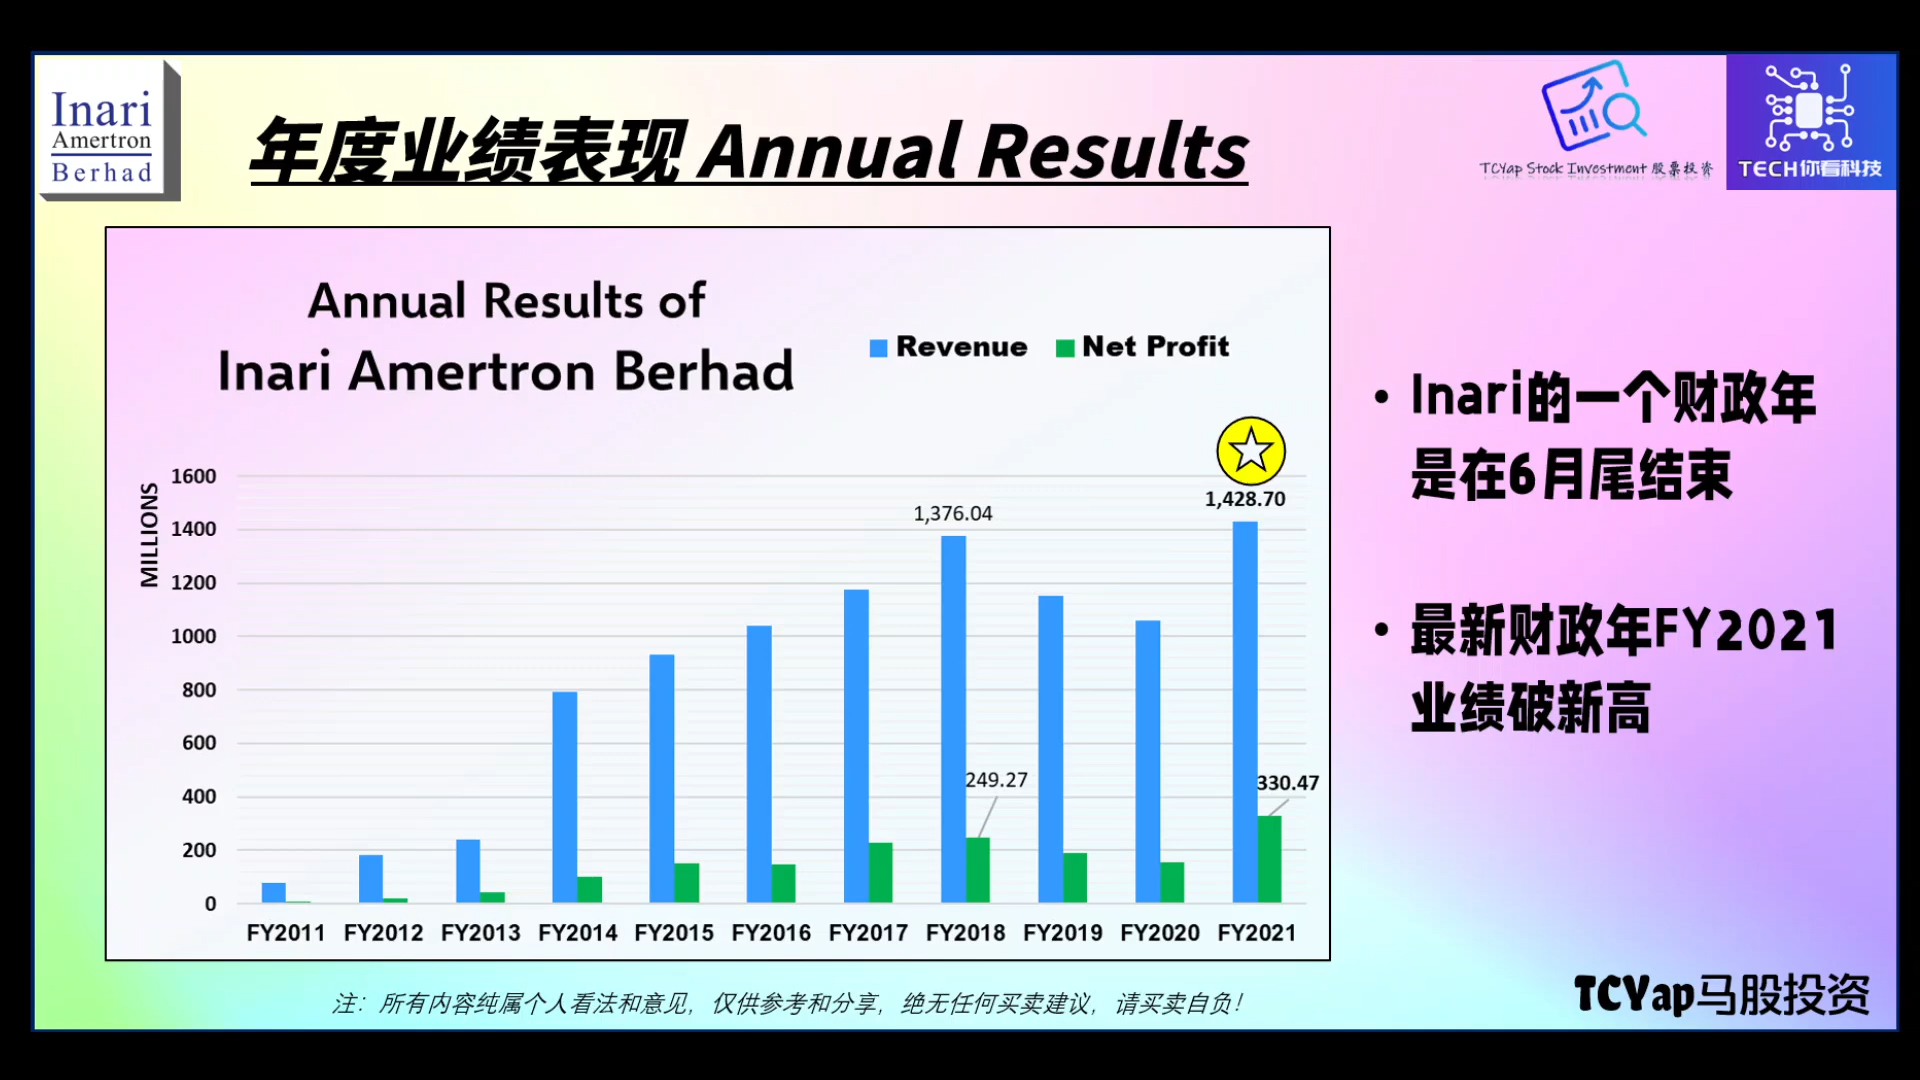 Inari
Amertron
Berhad
年度业绩表现 Annual Results
TCYap Stock Investment 股票投资
TECH你看科技
Annual Results of
Inari Amertron Berhad
Revenue
Net Profit
MILLIONS
1600
1400
1200
1000
800
600
400
200
0
1,376.04
249.27
1,428.70
330.47
FY2011 FY2012 FY2013 FY2014 FY2015 FY2016 FY2017 FY2018 FY2019 FY2020 FY2021
• Inari的一个财政年
是在6月尾结束
• 最新财政年FY2021
业绩破新高
注：所有内容纯属个人看法和意见，仅供参考和分享，绝无任何买卖建议，请买卖自负！
TCYap马股投资